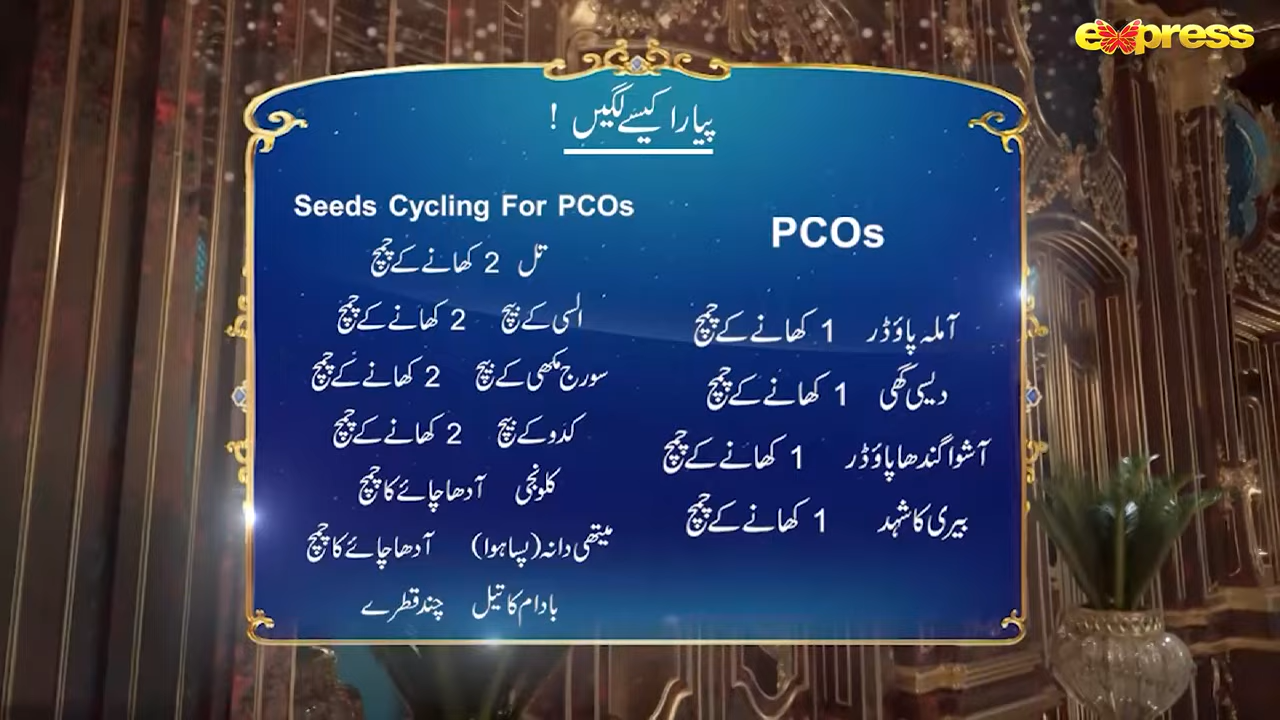 express
پیارا کیسے لگیں !
PCOs
آملہ پاؤڈر 1 کھانے کے چمچ
دیسی گھی 1 کھانے کے چمچ
آشواگندھا پاؤڈر 1 کھانے کے چمچ
بیری کا شہد 1 کھانے کے چمچ
Seeds Cycling For PCOs
تل 2 کھانے کے چمچ
السی کے بیج 2 کھانے کے چمچ
سورج مکھی کے بیج 2 کھانے کے چمچ
کدو کے بیج 2 کھانے کے چمچ
کلونجی آدھا چائے کا چمچ
میتھی دانہ (پسا ہوا) آدھا چائے کا چمچ
بادام کا تیل چند قطرے